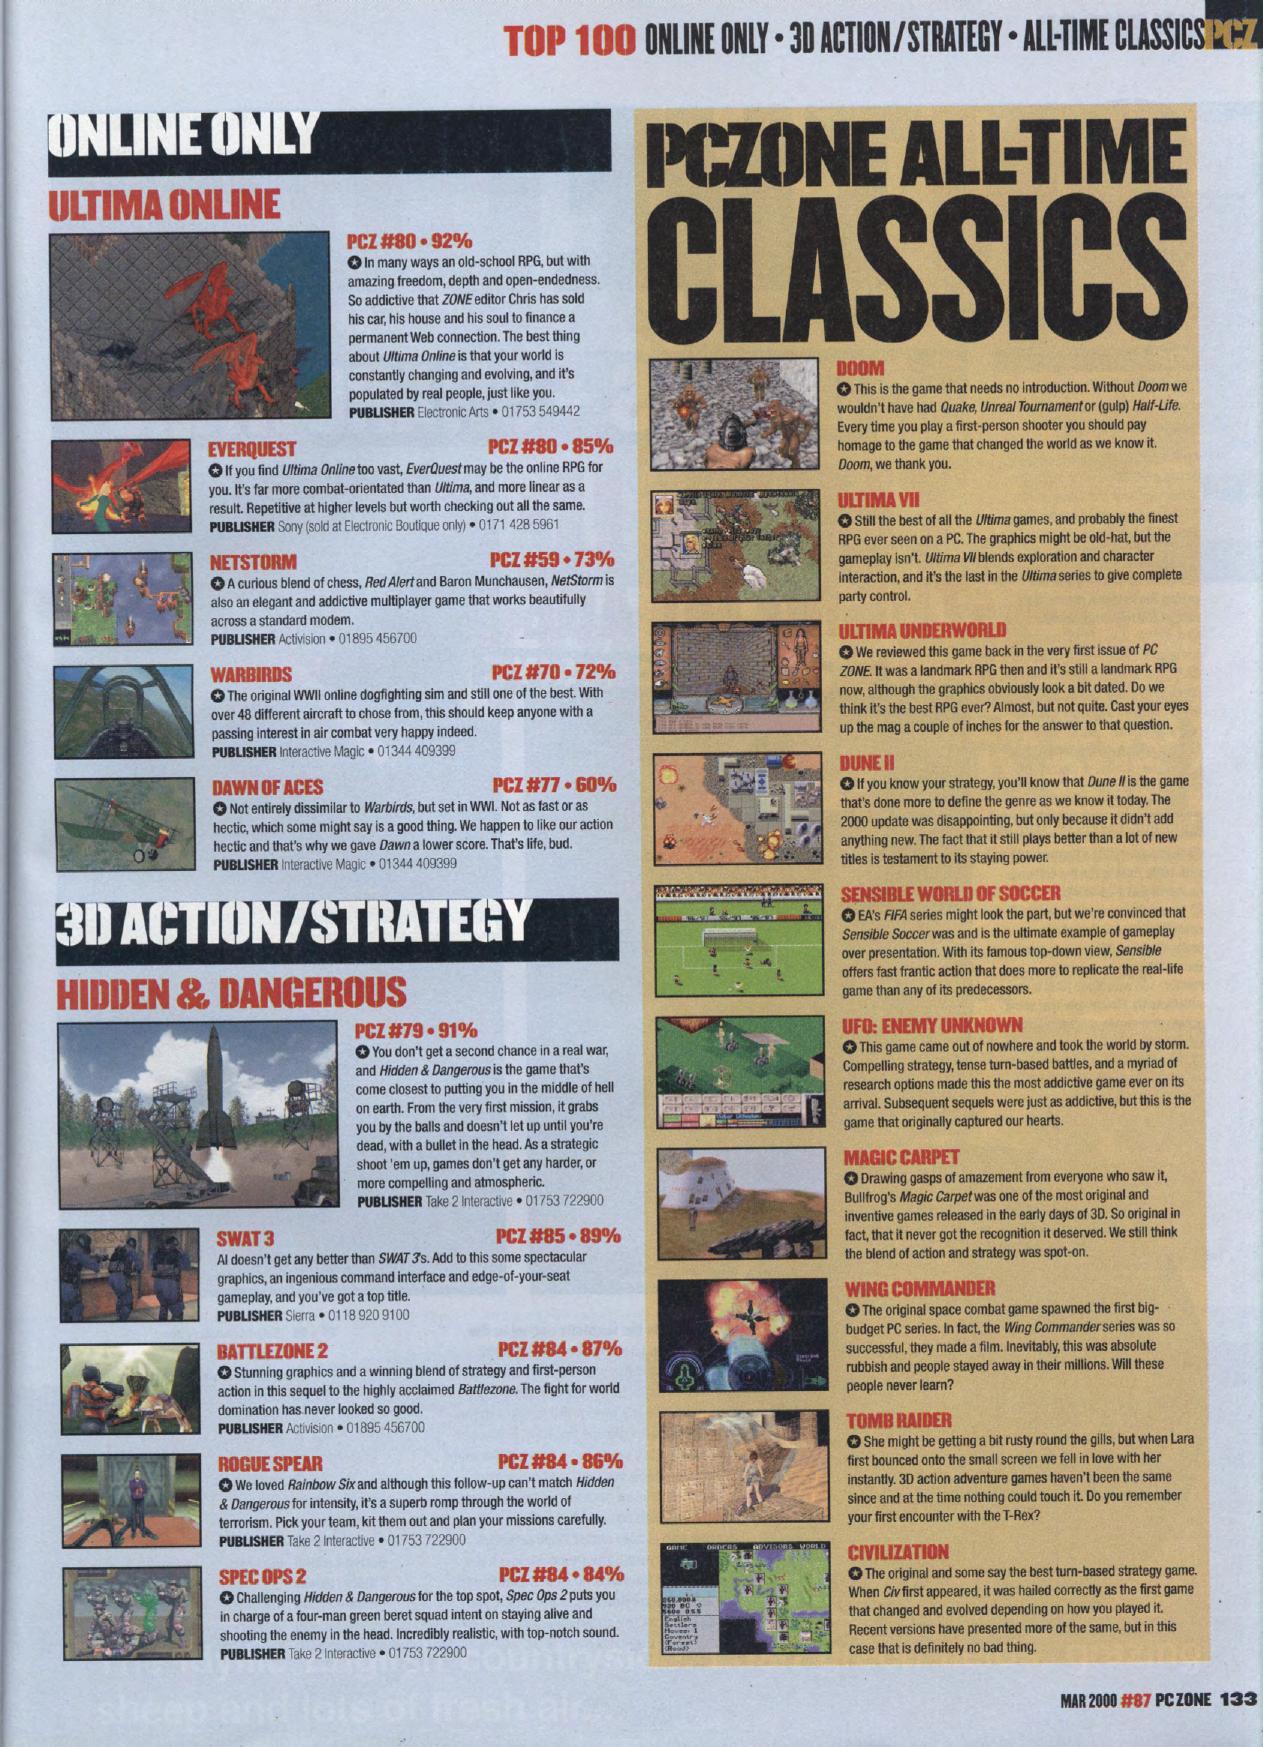 TOP 100 ONLINE ONLY • 3D ACTION/STRATEGY • ALL-TIME CLASSICS PCZ
ONLINE ONLY
ULTIMA ONLINE
PCZ #80 • 92%
In many ways an old-school RPG, but with
amazing freedom, depth and open-endedness.
So addictive that ZONE editor Chris has sold
his car, his house and his soul to finance a
permanent Web connection. The best thing
about Ultima Online is that your world is
constantly changing and evolving, and it's
populated by real people, just like you.
PUBLISHER Electronic Arts • 01753 549442
EVERQUEST PCZ #80 • 85%
If you find Ultima Online too vast, EverQuest may be the online RPG for
you. It's far more combat-orientated than Ultima, and more linear as a
result. Repetitive at higher levels but worth checking out all the same.
PUBLISHER Sony (sold at Electronic Boutique only) • 0171 428 5961
NETSTORM PCZ #59 • 73%
A curious blend of chess, Red Alert and Baron Munchausen, NetStorm is
also an elegant and addictive multiplayer game that works beautifully
across a standard modem.
PUBLISHER Activision • 01895 456700
WARBIRDS PCZ #70 • 72%
The original WWII online dogfighting sim and still one of the best. With
over 48 different aircraft to chose from, this should keep anyone with a
passing interest in air combat very happy indeed.
PUBLISHER Interactive Magic • 01344 409399
DAWN OF ACES PCZ #77 • 60%
Not entirely dissimilar to Warbirds, but set in WWI. Not as fast or as
hectic, which some might say is a good thing. We happen to like our action
hectic and that's why we gave Dawn a lower score. That's life, bud.
PUBLISHER Interactive Magic • 01344 409399
3D ACTION/STRATEGY
HIDDEN & DANGEROUS
PCZ #79 • 91%
You don't get a second chance in a real war,
and Hidden & Dangerous is the game that's
come closest to putting you in the middle of hell
on earth. From the very first mission, it grabs
you by the balls and doesn't let up until you're
dead, with a bullet in the head. As a strategic
shoot 'em up, games don't get any harder, or
more compelling and atmospheric.
PUBLISHER Take 2 Interactive • 01753 722900
SWAT 3 PCZ #85 • 89%
AI doesn't get any better than SWAT 3's. Add to this some spectacular
graphics, an ingenious command interface and edge-of-your-seat
gameplay, and you've got a top title.
PUBLISHER Sierra • 0118 920 9100
BATTLEZONE 2 PCZ #84 • 87%
Stunning graphics and a winning blend of strategy and first-person
action in this sequel to the highly acclaimed Battlezone. The fight for world
domination has never looked so good.
PUBLISHER Activision • 01895 456700
ROGUE SPEAR PCZ #84 • 86%
We loved Rainbow Six and although this follow-up can't match Hidden
& Dangerous for intensity, it's a superb romp through the world of
terrorism. Pick your team, kit them out and plan your missions carefully.
PUBLISHER Take 2 Interactive • 01753 722900
SPEC OPS 2 PCZ #84 • 84%
Challenging Hidden & Dangerous for the top spot, Spec Ops 2 puts you
in charge of a four-man green beret squad intent on staying alive and
shooting the enemy in the head. Incredibly realistic, with top-notch sound.
PUBLISHER Take 2 Interactive • 01753 722900
PCZONE ALL-TIME
CLASSICS
DOOM
This is the game that needs no introduction. Without Doom we
wouldn't have had Quake, Unreal Tournament or (gulp) Half-Life.
Every time you play a first-person shooter you should pay
homage to the game that changed the world as we know it.
Doom, we thank you.
ULTIMA VII
Still the best of all the Ultima games, and probably the finest
RPG ever seen on a PC. The graphics might be old-hat, but the
gameplay isn't. Ultima VII blends exploration and character
interaction, and it's the last in the Ultima series to give complete
party control.
ULTIMA UNDERWORLD
We reviewed this game back in the very first issue of PC
ZONE. It was a landmark RPG then and it's still a landmark RPG
now, although the graphics obviously look a bit dated. Do we
think it's the best RPG ever? Almost, but not quite. Cast your eyes
up the mag a couple of inches for the answer to that question.
DUNE II
If you know your strategy, you'll know that Dune II is the game
that's done more to define the genre as we know it today. The
2000 update was disappointing, but only because it didn't add
anything new. The fact that it still plays better than a lot of new
titles is testament to its staying power.
SENSIBLE WORLD OF SOCCER
EA's FIFA series might look the part, but we're convinced that
Sensible Soccer was and is the ultimate example of gameplay
over presentation. With its famous top-down view, Sensible
offers fast frantic action that does more to replicate the real-life
game than any of its predecessors.
UFO: ENEMY UNKNOWN
This game came out of nowhere and took the world by storm.
Compelling strategy, tense turn-based battles, and a myriad of
research options made this the most addictive game ever on its
arrival. Subsequent sequels were just as addictive, but this is the
game that originally captured our hearts.
MAGIC CARPET
Drawing gasps of amazement from everyone who saw it,
Bullfrog's Magic Carpet was one of the most original and
inventive games released in the early days of 3D. So original in
fact, that it never got the recognition it deserved. We still think
the blend of action and strategy was spot-on.
WING COMMANDER
The original space combat game spawned the first big-
budget PC series. In fact, the Wing Commander series was so
successful, they made a film. Inevitably, this was absolute
rubbish and people stayed away in their millions. Will these
people never learn?
TOMB RAIDER
She might be getting a bit rusty round the gills, but when Lara
first bounced onto the small screen we fell in love with her
instantly. 3D action adventure games haven't been the same
since and at the time nothing could touch it. Do you remember
your first encounter with the T-Rex?
GAME ORDERS ADVISORS WORLD
English
Settlers
Moves: 1
Coventry
(Forest)
(Road)
CIVILIZATION
The original and some say the best turn-based strategy game.
When Civ first appeared, it was hailed correctly as the first game
that changed and evolved depending on how you played it.
Recent versions have presented more of the same, but in this
case that is definitely no bad thing.
MAR 2000 #87 PC ZONE 133